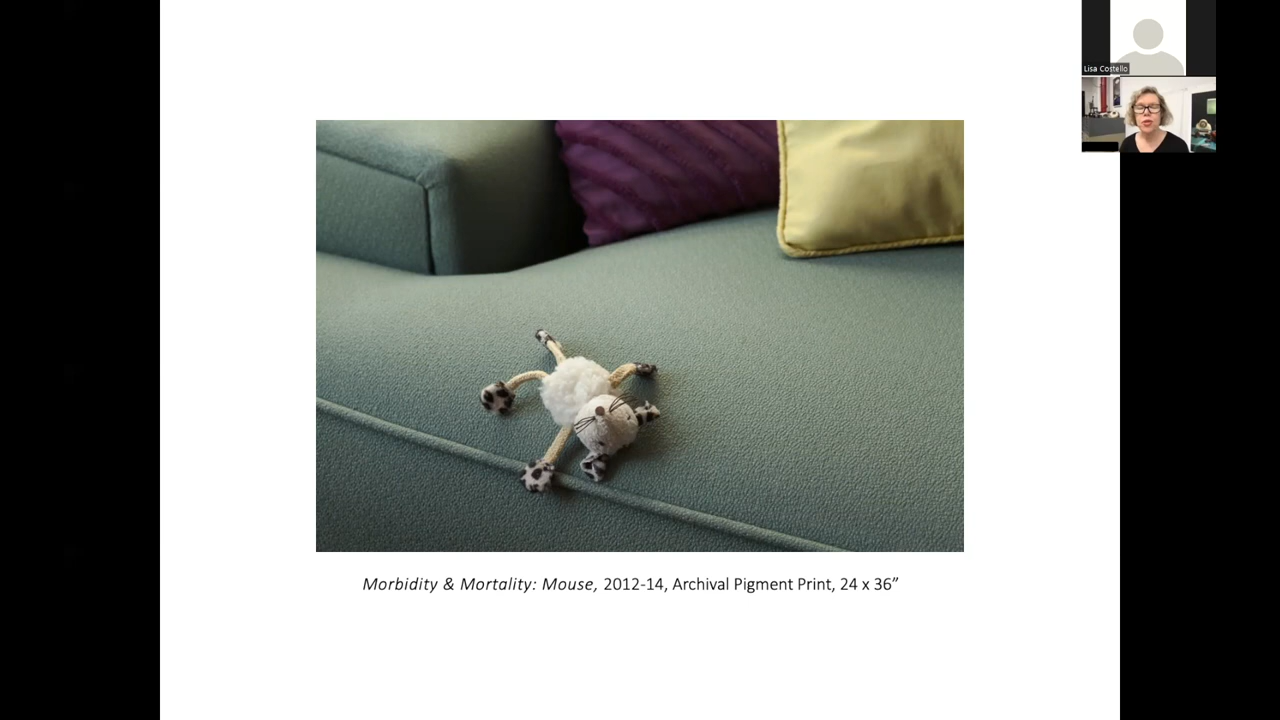 Lisa Costello
Morbidity & Mortality: Mouse, 2012-14, Archival Pigment Print, 24 x 36”